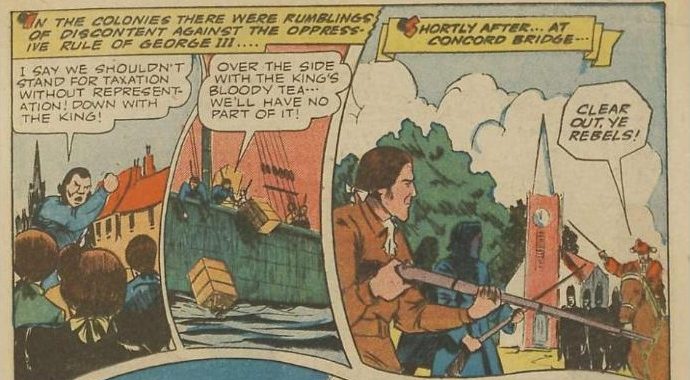 IN THE COLONIES THERE WERE RUMBLINGS
OF DISCONTENT AGAINST THE OPPRESS-
IVE RULE OF GEORGE III....
I SAY WE SHOULDN'T
STAND FOR TAXATION
WITHOUT REPRESENT-
ATION! DOWN WITH
THE KING!
OVER THE SIDE
WITH THE KING'S
BLOODY TEA---
WE'LL HAVE NO
PART OF IT!
SHORTLY AFTER... AT
CONCORD BRIDGE---
CLEAR
OUT, YE
REBELS!